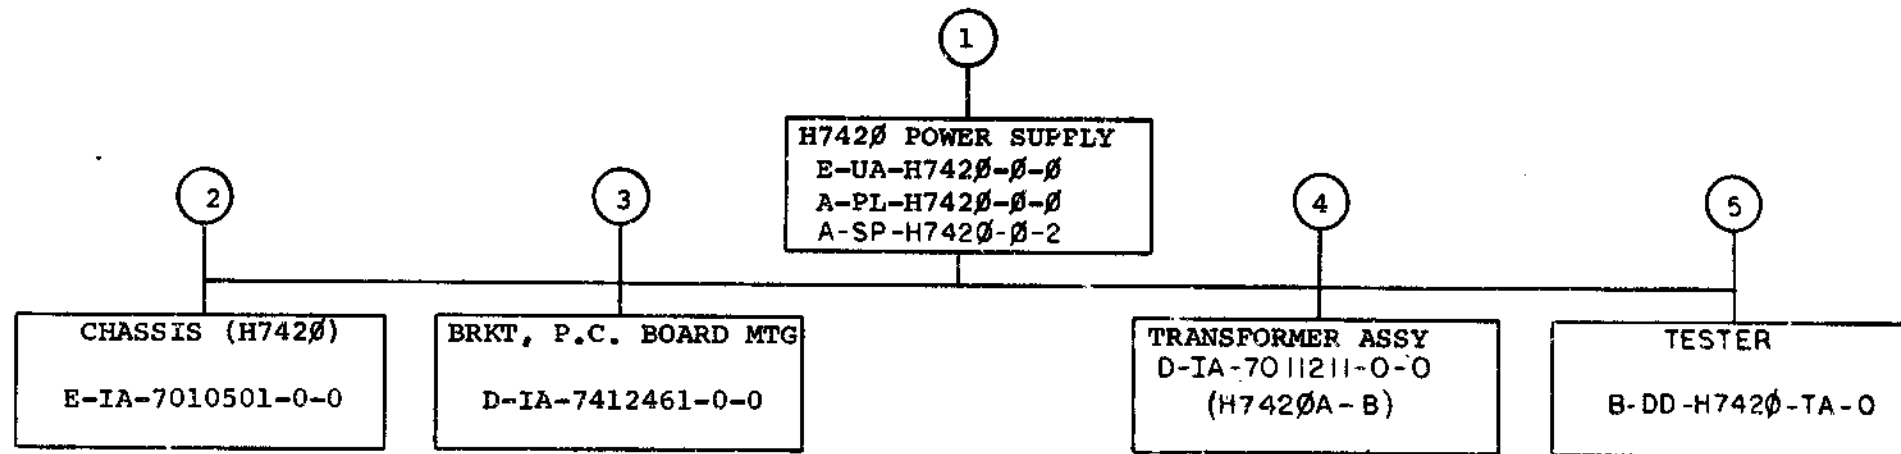 1
H742Ø POWER SUPPLY
E-UA-H742Ø-Ø-Ø
A-PL-H742Ø-Ø-Ø
A-SP-H742Ø-Ø-2
2
CHASSIS (H742Ø)
E-IA-7010501-0-0
3
BRKT, P.C. BOARD MTG
D-IA-7412461-0-0
4
TRANSFORMER ASSY
D-IA-7011211-0-0
(H742ØA-B)
5
TESTER
B-DD-H742Ø-TA-0